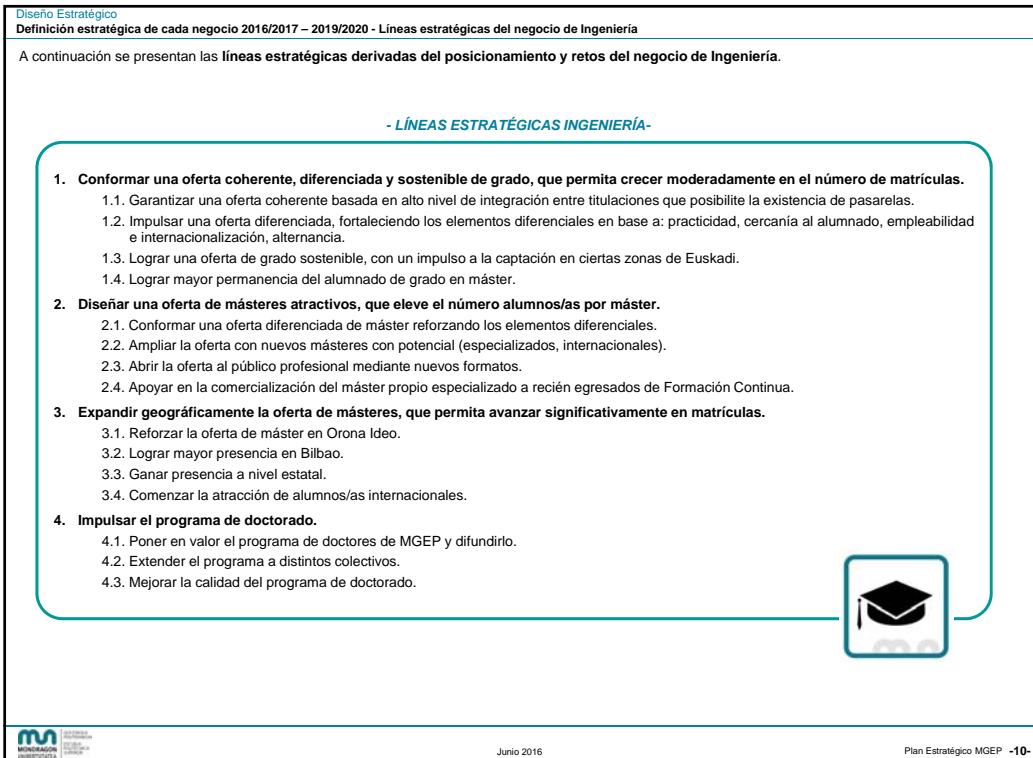 Diseño Estratégico
Definición estratégica de cada negocio 2016/2017 – 2019/2020 - Líneas estratégicas del negocio de Ingeniería
A continuación se presentan las líneas estratégicas derivadas del posicionamiento y retos del negocio de Ingeniería.
- LÍNEAS ESTRATÉGICAS INGENIERÍA-
1. Conformar una oferta coherente, diferenciada y sostenible de grado, que permita crecer moderadamente en el número de matrículas.
1.1. Garantizar una oferta coherente basada en alto nivel de integración entre titulaciones que posibilite la existencia de pasarelas.
1.2. Impulsar una oferta diferenciada, fortaleciendo los elementos diferenciales en base a: practicidad, cercanía al alumnado, empleabilidad
e internacionalización, alternancia.
1.3. Lograr una oferta de grado sostenible, con un impulso a la captación en ciertas zonas de Euskadi.
1.4. Lograr mayor permanencia del alumnado de grado en máster.
2. Diseñar una oferta de másteres atractivos, que eleve el número alumnos/as por máster.
2.1. Conformar una oferta diferenciada de máster reforzando los elementos diferenciales.
2.2. Ampliar la oferta con nuevos másteres con potencial (especializados, internacionales).
2.3. Abrir la oferta al público profesional mediante nuevos formatos.
2.4. Apoyar en la comercialización del máster propio especializado a recién egresados de Formación Continua.
3. Expandir geográficamente la oferta de másteres, que permita avanzar significativamente en matrículas.
3.1. Reforzar la oferta de máster en Orona Ideo.
3.2. Lograr mayor presencia en Bilbao.
3.3. Ganar presencia a nivel estatal.
3.4. Comenzar la atracción de alumnos/as internacionales.
4. Impulsar el programa de doctorado.
4.1. Poner en valor el programa de doctores de MGEP y difundirlo.
4.2. Extender el programa a distintos colectivos.
4.3. Mejorar la calidad del programa de doctorado.
MONDRAGON
UNIBERTSITATEA
Junio 2016
Plan Estratégico MGEP -10-